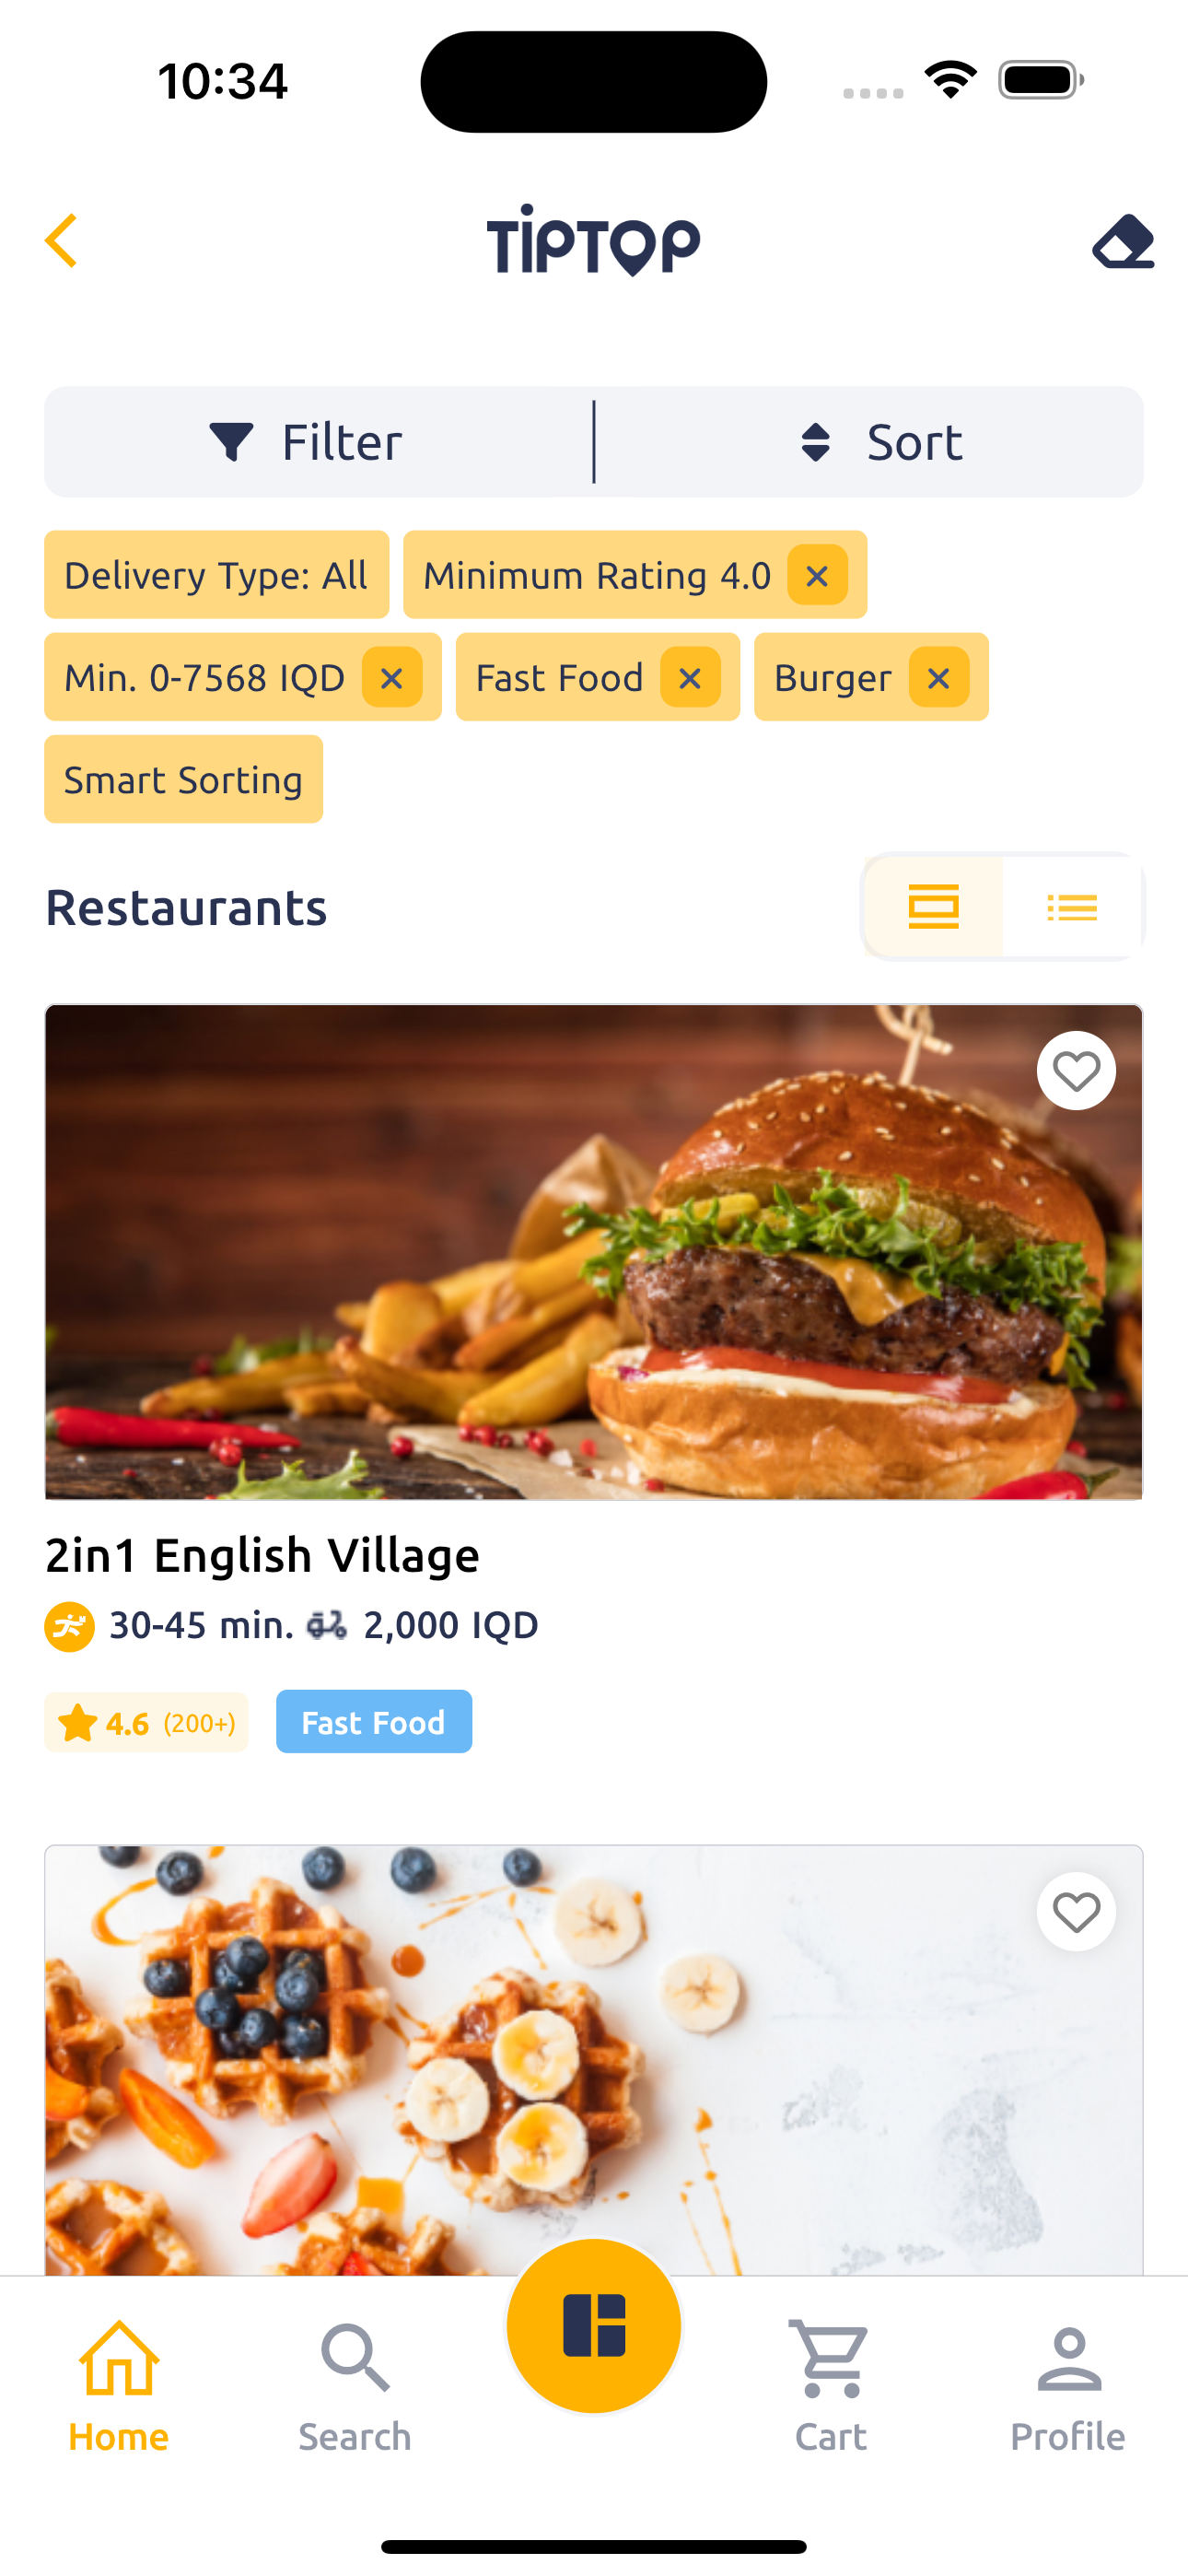 10:34
TiPTOP
Filter
Sort
Delivery Type: All
Minimum Rating 4.0
Min. 0-7568 IQD
Fast Food
Burger
Smart Sorting
Restaurants
2in1 English Village
30-45 min.
2,000 IQD
4.6 (200+)
Fast Food
Home
Search
Cart
Profile